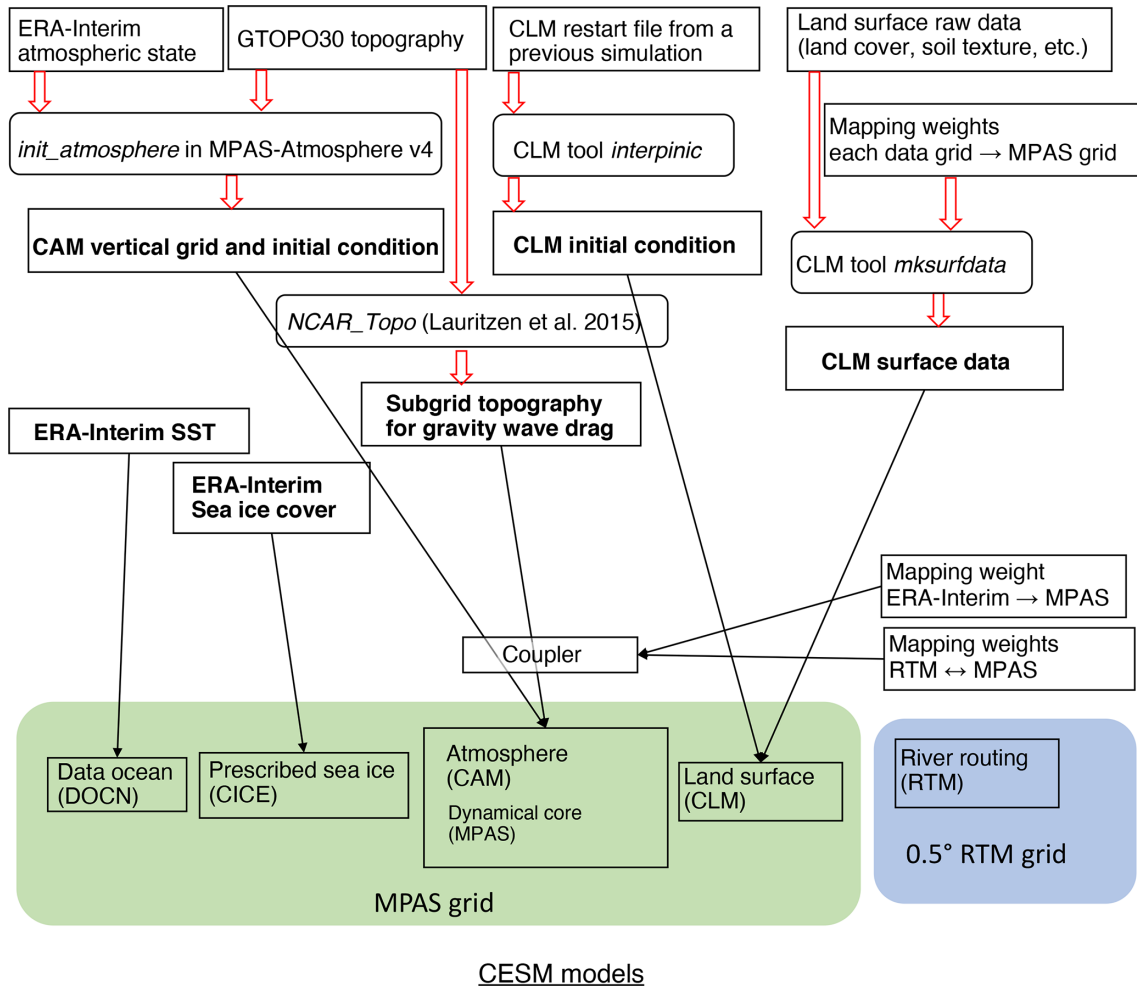 ERA-Interim
atmospheric state
GTOPO30 topography
CLM restart file from a
previous simulation
Land surface raw data
(land cover, soil texture, etc.)
init_atmosphere in MPAS-Atmosphere v4
CLM tool interpinic
Mapping weights
each data grid → MPAS grid
CAM vertical grid and initial condition
CLM initial condition
CLM tool mksurfdata
NCAR_Topo (Lauritzen et al. 2015)
CLM surface data
Subgrid topography
for gravity wave drag
ERA-Interim SST
ERA-Interim
Sea ice cover
Mapping weight
ERA-Interim → MPAS
Coupler
Mapping weights
RTM ↔ MPAS
Data ocean
(DOCN)
Prescribed sea ice
(CICE)
Atmosphere
(CAM)
Dynamical core
(MPAS)
Land surface
(CLM)
River routing
(RTM)
0.5° RTM grid
MPAS grid
CESM models